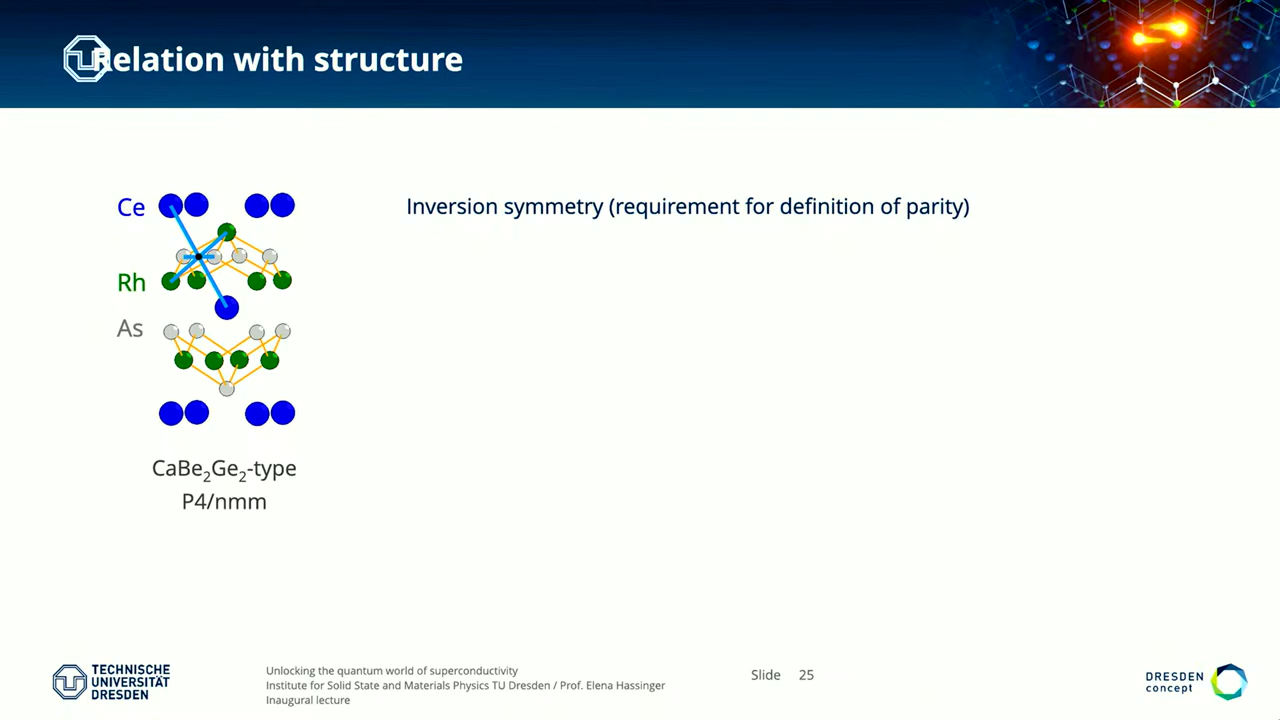 Relation with structure
Ce
Inversion symmetry (requirement for definition of parity)
Rh
As
CaBe₂Ge₂-type
P4/nmm
TECHNISCHE
UNIVERSITÄT
DRESDEN
Unlocking the quantum world of superconductivity
Institute for Solid State and Materials Physics TU Dresden / Prof. Elena Hassinger
Inaugural lecture
Slide 25
DRESDEN
concept